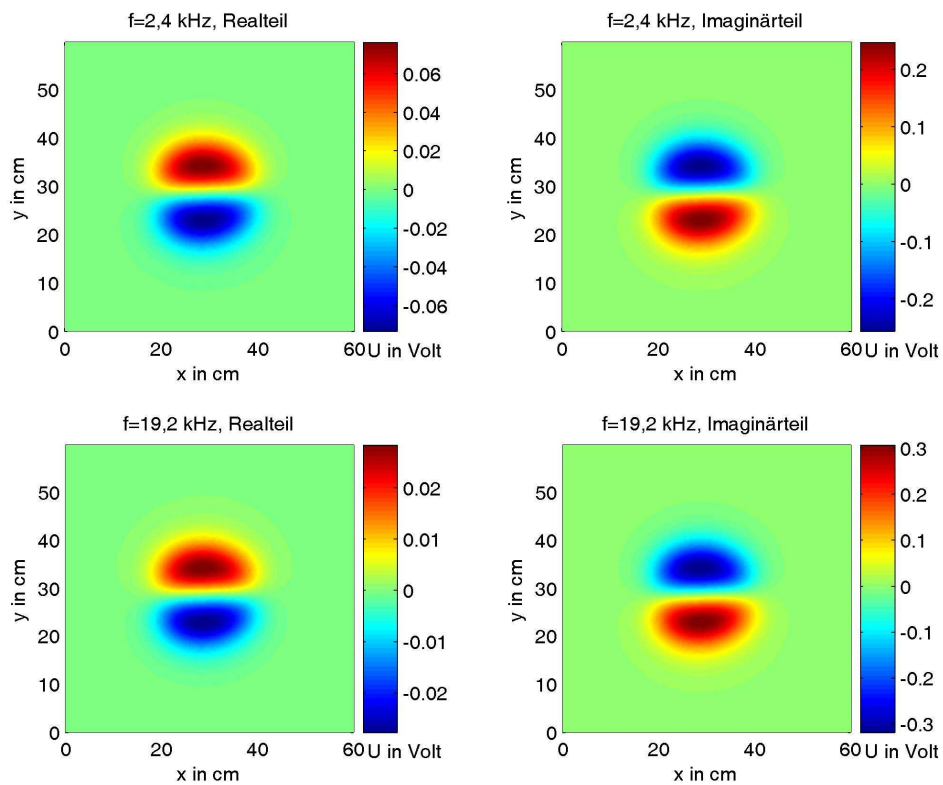 f=2,4 kHz, Realteil
y in cm
50
40
30
20
10
0
0 20 40 60
x in cm
0.06
0.04
0.02
0
-0.02
-0.04
-0.06
U in Volt
f=2,4 kHz, Imaginärteil
y in cm
50
40
30
20
10
0
0 20 40 60
x in cm
0.2
0.1
0
-0.1
-0.2
U in Volt
f=19,2 kHz, Realteil
y in cm
50
40
30
20
10
0
0 20 40 60
x in cm
0.02
0.01
0
-0.01
-0.02
U in Volt
f=19,2 kHz, Imaginärteil
y in cm
50
40
30
20
10
0
0 20 40 60
x in cm
0.3
0.2
0.1
0
-0.1
-0.2
-0.3
U in Volt